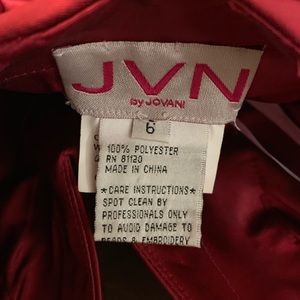 JVN
by JOVANI
6
100% POLYESTER
RN 81120
MADE IN CHINA
*CARE INSTRUCTIONS*
SPOT CLEAN BY
PROFESSIONALS ONLY
TO AVOID DAMAGE TO
BEADS & EMBROIDERY